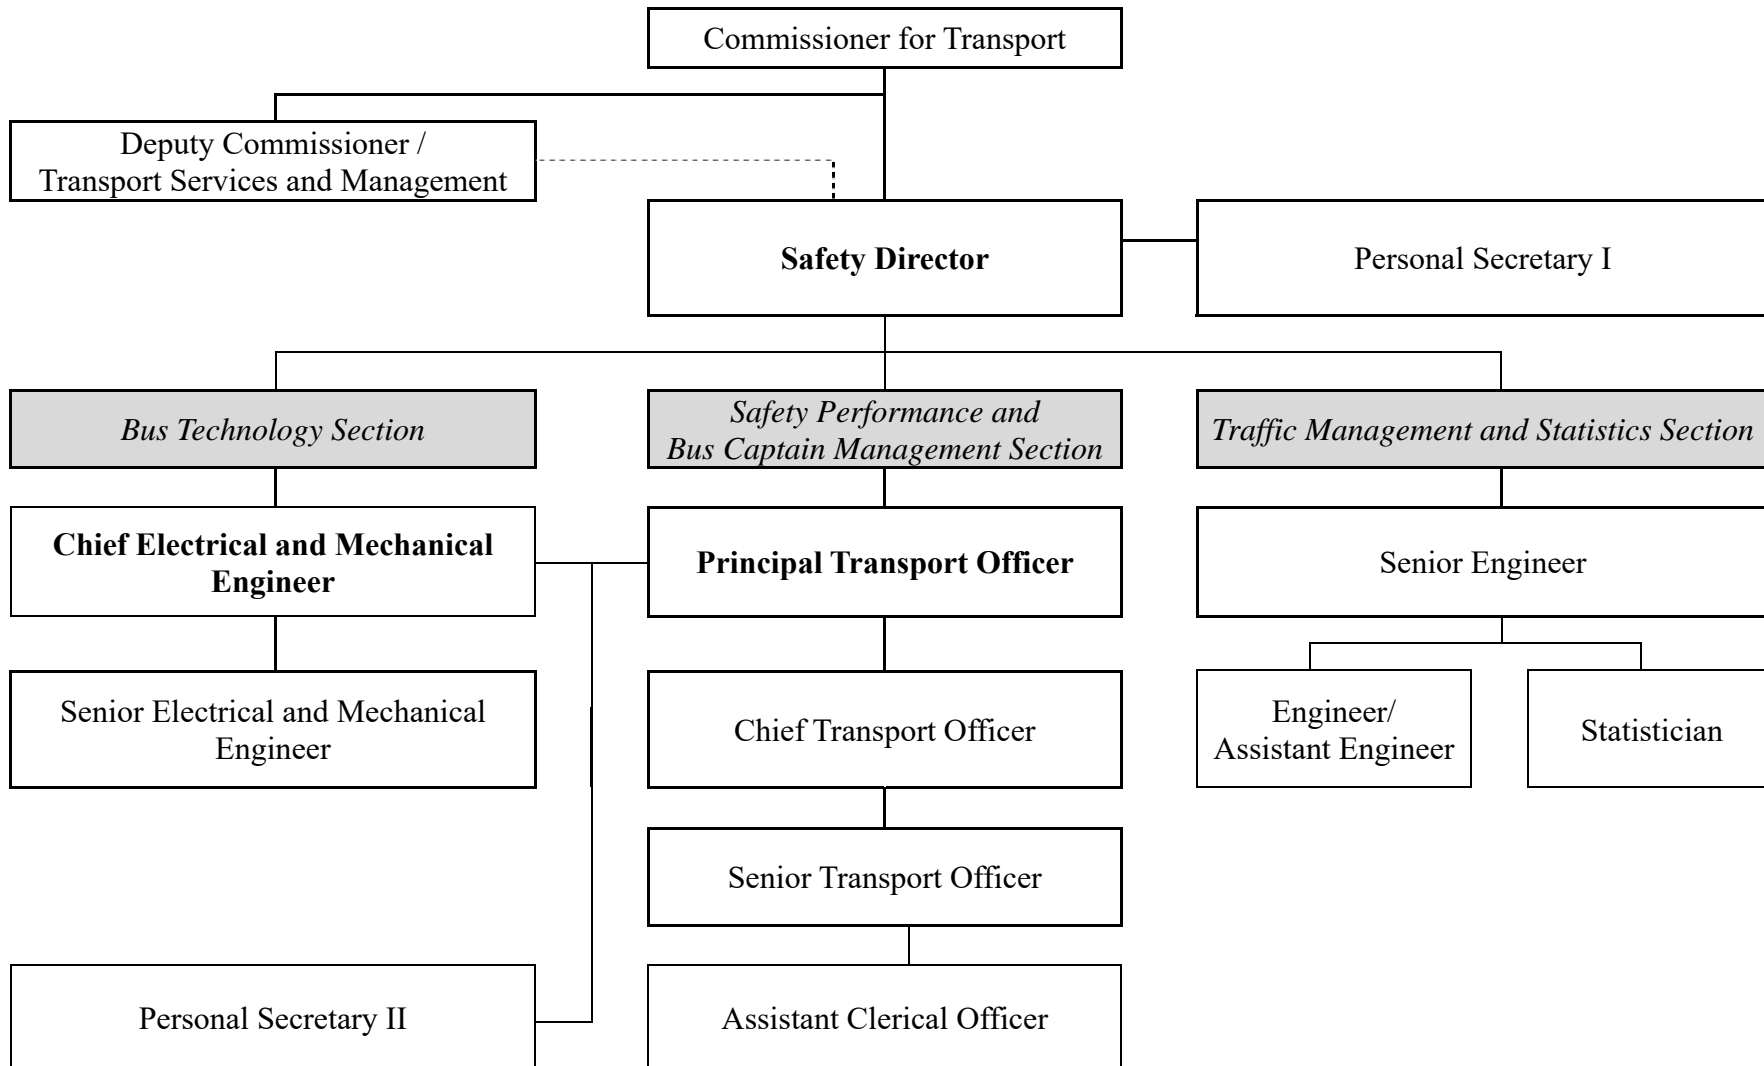 Commissioner for Transport
Deputy Commissioner /
Transport Services and Management
Safety Director
Personal Secretary I
Bus Technology Section
Safety Performance and
Bus Captain Management Section
Traffic Management and Statistics Section
Chief Electrical and Mechanical
Engineer
Principal Transport Officer
Senior Engineer
Senior Electrical and Mechanical
Engineer
Chief Transport Officer
Engineer/
Assistant Engineer
Statistician
Senior Transport Officer
Personal Secretary II
Assistant Clerical Officer